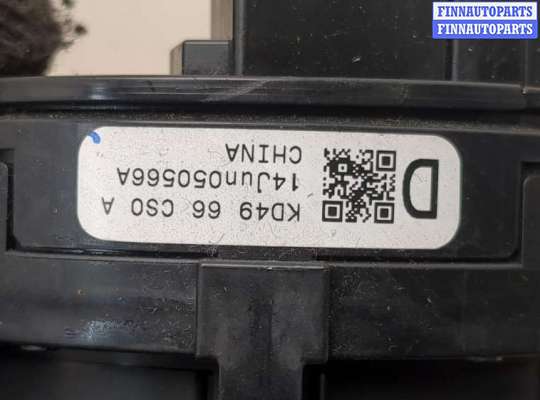 FINNAUTOPARTS
FINNAUTOPARTS
D
KD49 66 CS0 A
14Jun050566A
CHINA